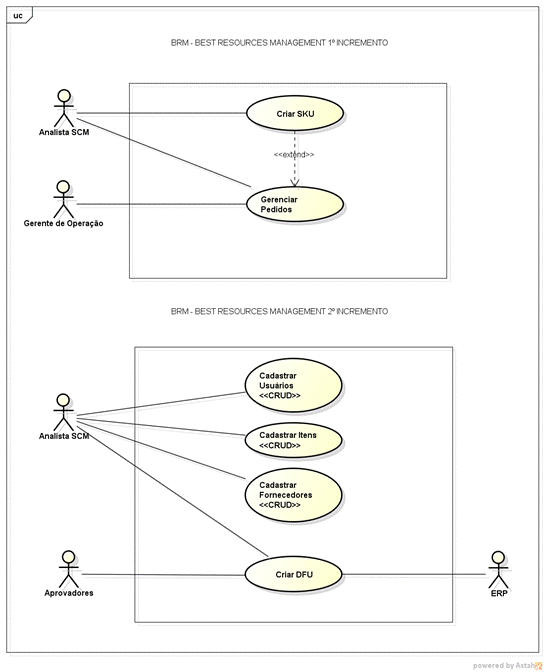 uc
BRM - BEST RESOURCES MANAGEMENT 1º INCREMENTO
Analista SCM
Criar SKU
<<extend>>
Gerente de Operação
Gerenciar
Pedidos
BRM - BEST RESOURCES MANAGEMENT 2º INCREMENTO
Analista SCM
Cadastrar
Usuários
<<CRUD>>
Cadastrar Itens
<<CRUD>>
Cadastrar
Fornecedores
<<CRUD>>
Aprovadores
Criar DFU
ERP
powered by Astah